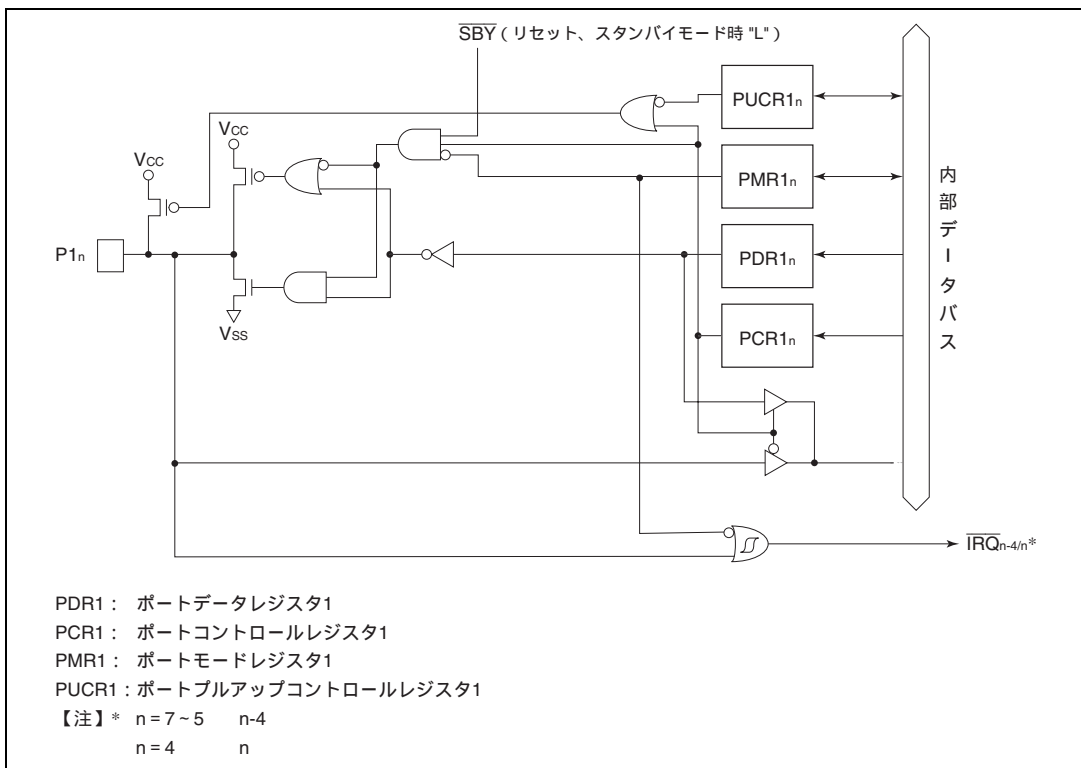 SBY(リセット、スタンバイモード時 "L")
PUCR1n
VCC
VCC
PMR1n
内部データバス
P1n
PDR1n
VSS
PCR1n
IRQn-4/n*
PDR1: ポートデータレジスタ1
PCR1: ポートコントロールレジスタ1
PMR1: ポートモードレジスタ1
PUCR1:ポートプルアップコントロールレジスタ1
【注】* n = 7 ~ 5 n-4
n = 4 n